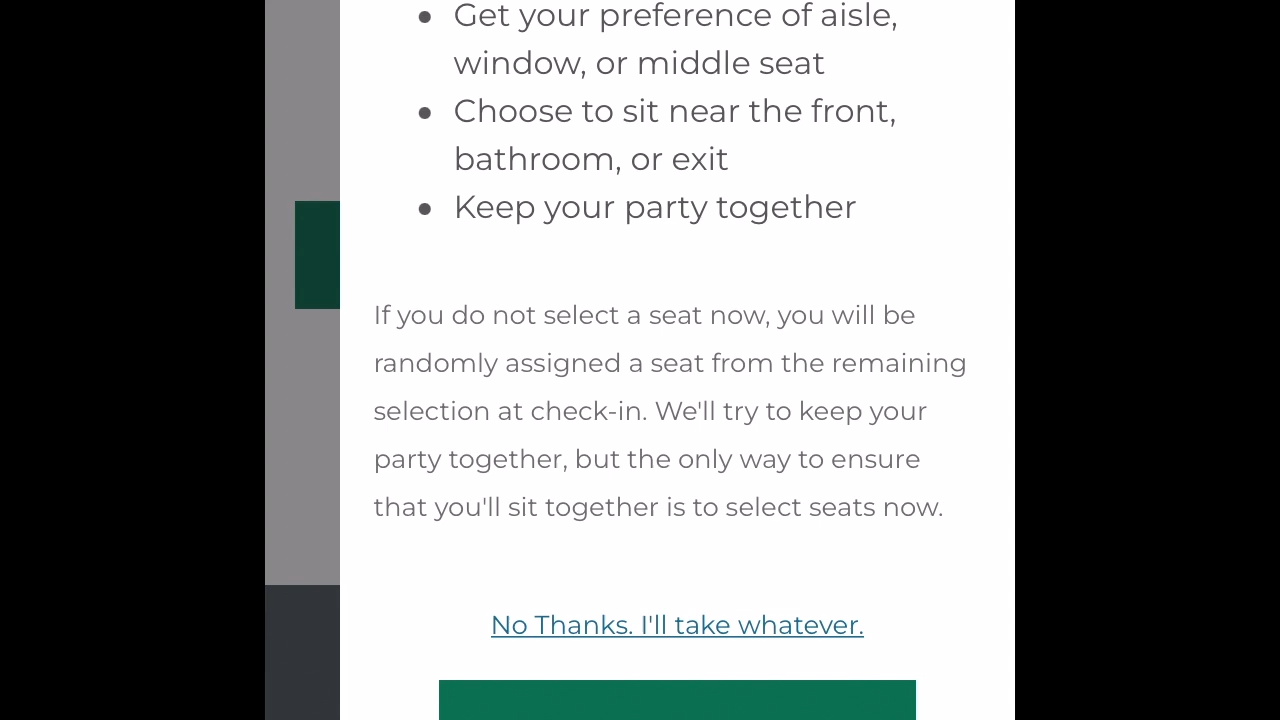 Get your preference of aisle,
window, or middle seat
Choose to sit near the front,
bathroom, or exit
Keep your party together
If you do not select a seat now, you will be
randomly assigned a seat from the remaining
selection at check-in. We'll try to keep your
party together, but the only way to ensure
that you'll sit together is to select seats now.
No Thanks. I'll take whatever.